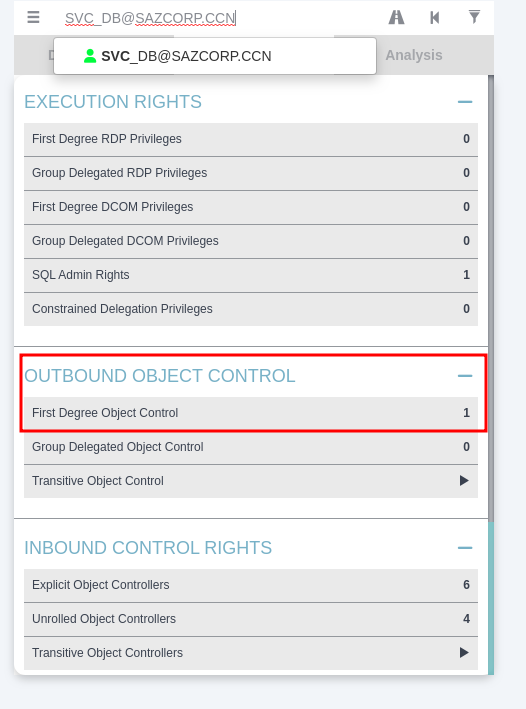 SVC_DB@SAZCORP.CCN
SVC_DB@SAZCORP.CCN
D
Analysis
EXECUTION RIGHTS
First Degree RDP Privileges 0
Group Delegated RDP Privileges 0
First Degree DCOM Privileges 0
Group Delegated DCOM Privileges 0
SQL Admin Rights 1
Constrained Delegation Privileges 0
OUTBOUND OBJECT CONTROL
First Degree Object Control 1
Group Delegated Object Control 0
Transitive Object Control
INBOUND CONTROL RIGHTS
Explicit Object Controllers 6
Unrolled Object Controllers 4
Transitive Object Controllers